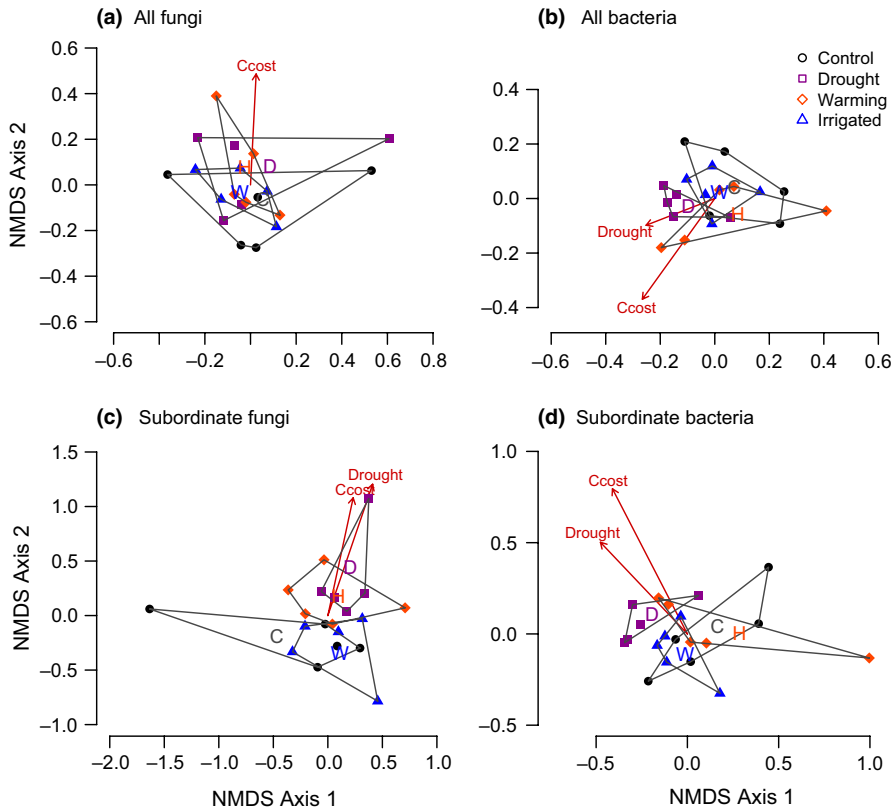 (a) All fungi
0.6
0.4
0.2
0.0
–0.2
–0.4
–0.6
NMDS Axis 2
Ccost
H
D
W
C
–0.6
–0.2
0.2
0.6
0.8
(b) All bacteria
Control
Drought
Warming
Irrigated
0.4
0.2
0.0
–0.2
–0.4
W
C
D
H
Drought
Ccost
–0.6
–0.4
–0.2
0.0
0.2
0.4
0.6
(c) Subordinate fungi
1.5
1.0
0.5
0.0
–0.5
–1.0
NMDS Axis 2
Drought
Ccost
D
H
C
W
–2.0
–1.5
–1.0
–0.5
0.0
0.5
1.0
NMDS Axis 1
(d) Subordinate bacteria
1.0
0.5
0.0
–0.5
Ccost
Drought
D
C
H
W
–0.5
0.0
0.5
1.0
NMDS Axis 1